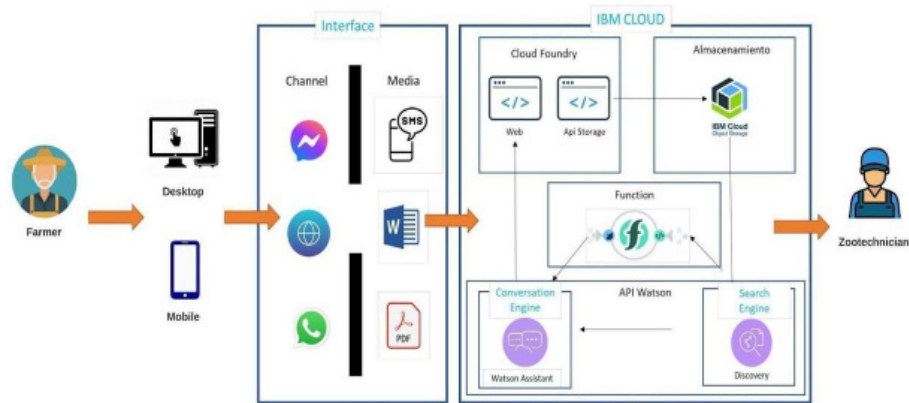 Interface
IBM CLOUD
Cloud Foundry
Almacenamiento
Channel
Media
SMS
</>
</>
Web
Api Storage
IBM Cloud
Object Storage
Desktop
Farmer
Function
W
Zootechnician
Mobile
API Watson
Conversation
Engine
Search
Engine
PDF
Watson Assistant
Discovery